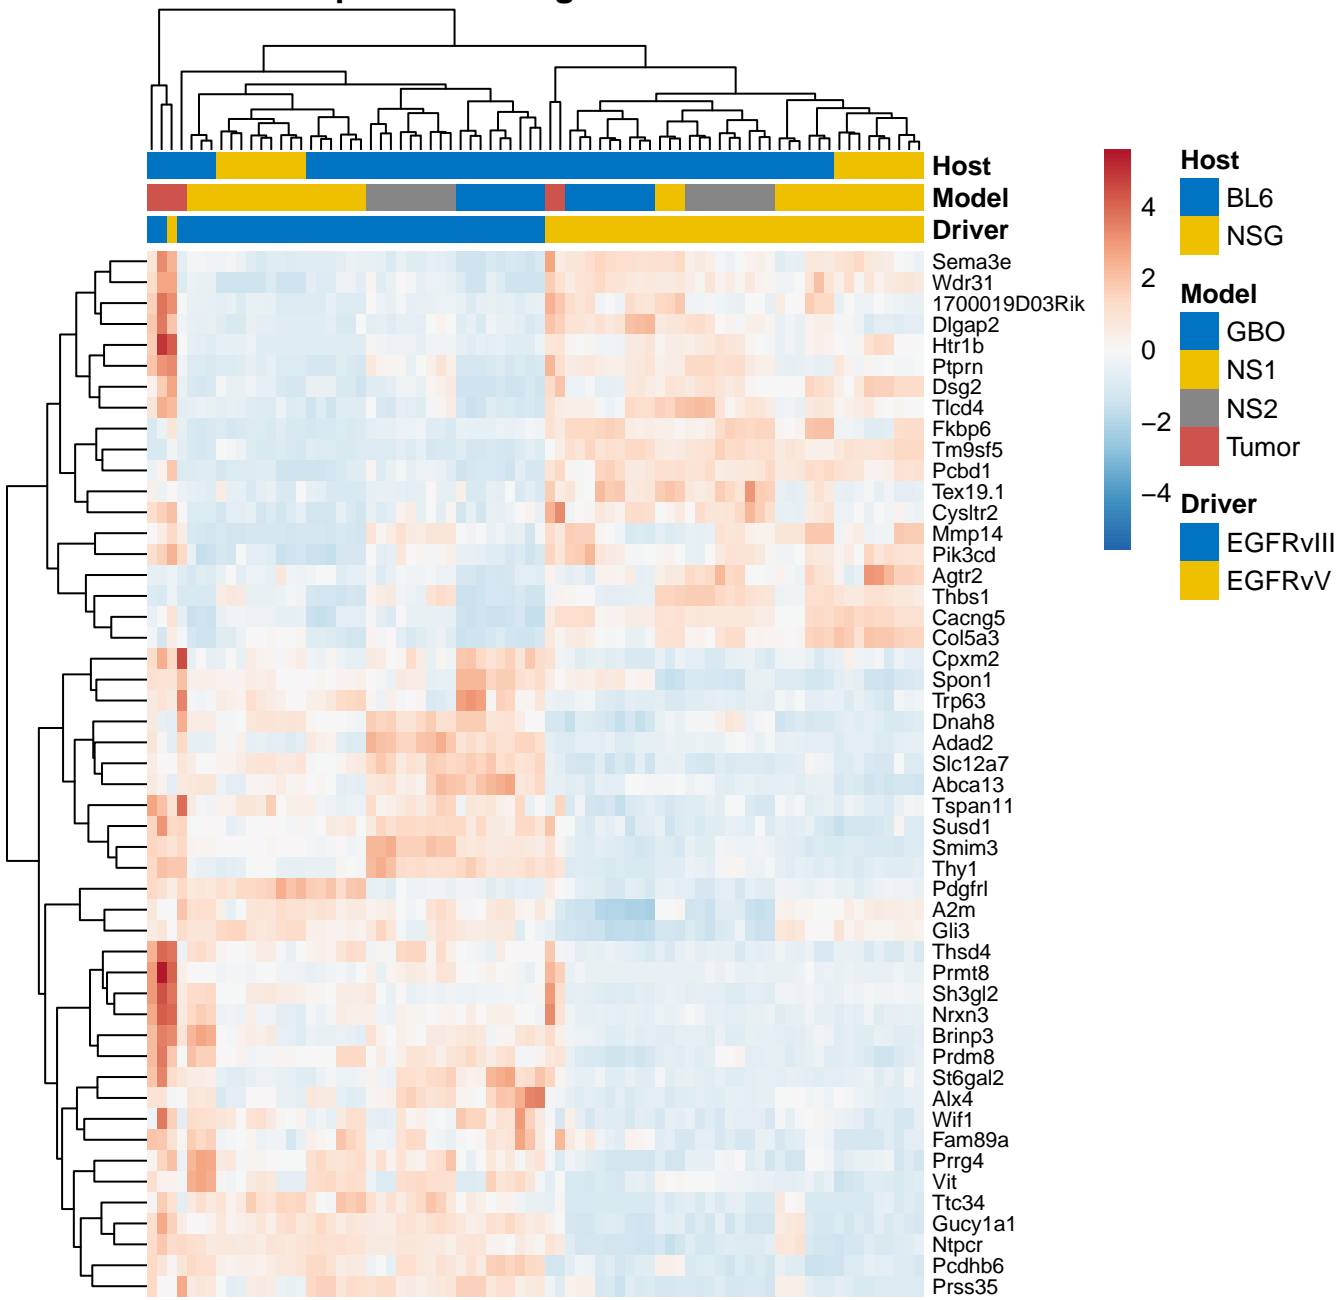 Host
Model
Driver
Sema3e
Wdr31
1700019D03Rik
Dlgap2
Htr1b
Ptprn
Dsg2
Tlcd4
Fkbp6
Tm9sf5
Pcbd1
Tex19.1
Cysltr2
Mmp14
Pik3cd
Agtr2
Thbs1
Cacng5
Col5a3
Cpxm2
Spon1
Trp63
Dnah8
Adad2
Slc12a7
Abca13
Tspan11
Susd1
Smim3
Thy1
Pdgfrl
A2m
Gli3
Thsd4
Prmt8
Sh3gl2
Nrxn3
Brinp3
Prdm8
St6gal2
Alx4
Wif1
Fam89a
Prrg4
Vit
Ttc34
Gucy1a1
Ntpcr
Pcdhb6
Prss35
4
2
0
−2
−4
Host
BL6
NSG
Model
GBO
NS1
NS2
Tumor
Driver
EGFRvIII
EGFRvV